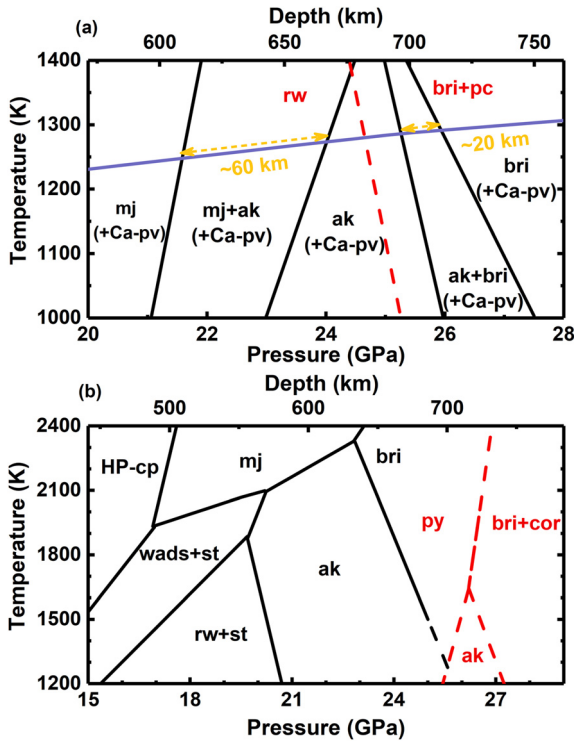 (a)
Depth (km)
600 650 700 750
1400
1300
1200
1100
1000
Temperature (K)
rw
bri+pc
~60 km
~20 km
mj
(+Ca-pv)
mj+ak
(+Ca-pv)
ak
(+Ca-pv)
bri
(+Ca-pv)
ak+bri
(+Ca-pv)
20 22 24 26 28
Pressure (GPa)
(b)
Depth (km)
500 570 640 710
2400
2100
1800
1500
1200
Temperature (K)
HP-cp
mj
bri
wads+st
ak
py
bri+cor
rw+st
ak
15 18 21 24 27
Pressure (GPa)